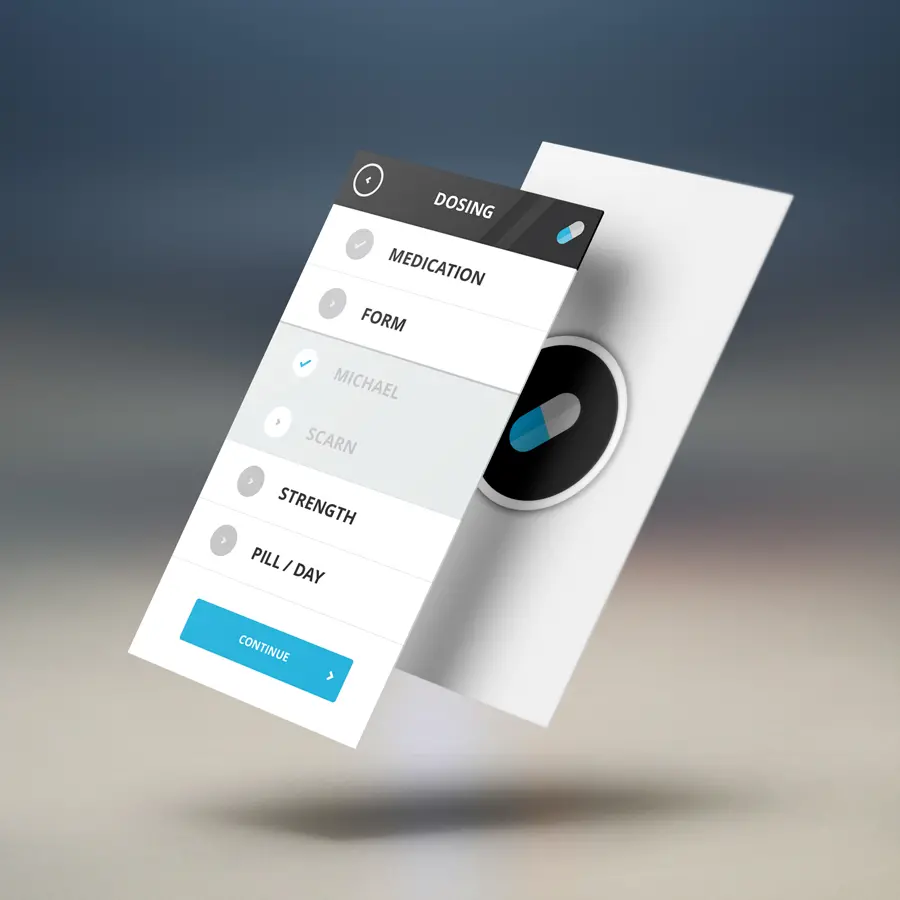 DOSING
MEDICATION
FORM
MICHAEL
SCARN
STRENGTH
PILL / DAY
CONTINUE